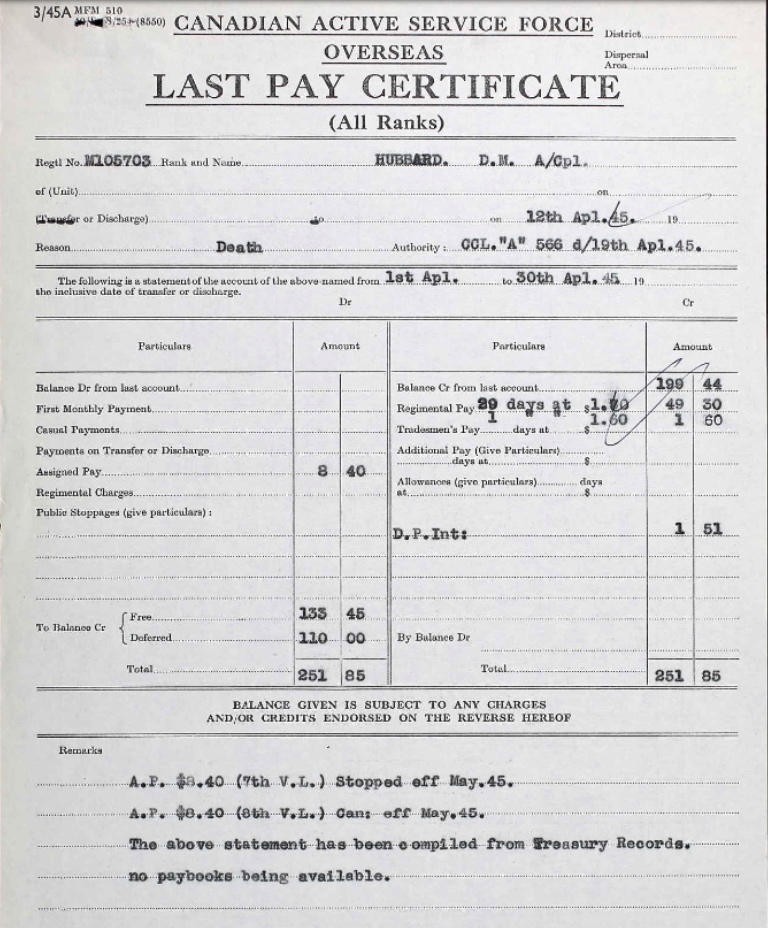 3/45A MFM 510
(8550)
CANADIAN ACTIVE SERVICE FORCE
District
OVERSEAS
Dispersal
Area
LAST PAY CERTIFICATE
(All Ranks)
Regtl No. M105703 Rank and Name HUBBARD. D.M. A/Cpl.
of (Unit) on
(Transfer or Discharge) to on 12th Apl.45. 19
Reason Death Authority: CCL."A" 566 d/19th Apl.45.
The following is a statement of the account of the above-named from 1st Apl. to 30th Apl. 45 19
the inclusive date of transfer or discharge.
Dr Cr
Particulars Amount Particulars Amount
Balance Dr from last account Balance Cr from last account 199 44
First Monthly Payment Regimental Pay 29 days at $1.70 49 30
Casual Payments Tradesmen's Pay 1 " " days at $ 1.60 1 60
Payments on Transfer or Discharge Additional Pay (Give Particulars)
days at $
Assigned Pay 8 40
Allowances (give particulars) days
Regimental Charges at $
Public Stoppages (give particulars) :
D.P.Int: 1 51
To Balance Cr { Free 133 45
Deferred 110 00 By Balance Dr
Total 251 85 Total 251 85
BALANCE GIVEN IS SUBJECT TO ANY CHARGES
AND/OR CREDITS ENDORSED ON THE REVERSE HEREOF
Remarks
A.P. $8.40 (7th V.L.) Stopped eff May.45.
A.P. $8.40 (8th V.L.) Can: eff May.45.
The above statement has been compiled from Treasury Records.
no paybooks being available.